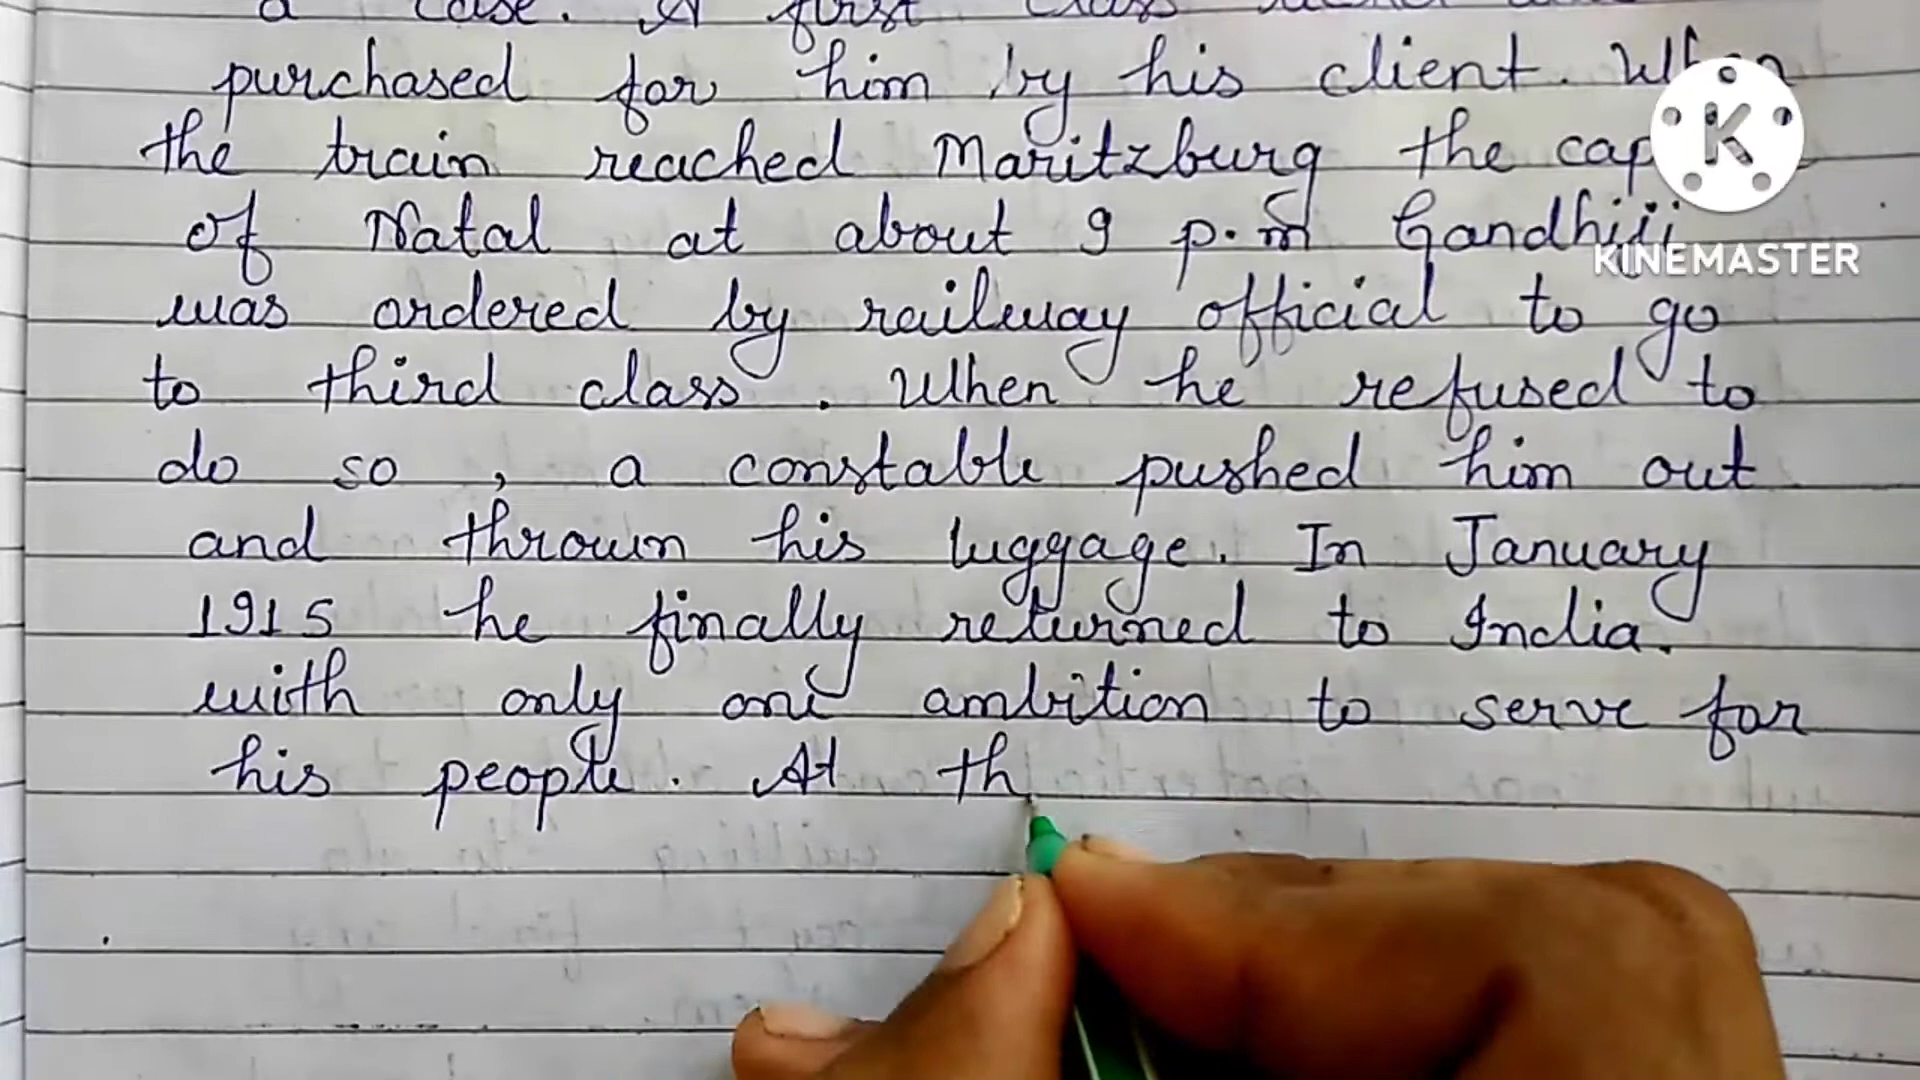 a case. A first class
purchased for him by his client. When
the train reached Maritzburg the
of Natal at about 9 p.m Gandhiji
was ordered by railway official to go
to third class. When he refused to
do so, a constable pushed him out
and thrown his luggage. In January
1915 he finally returned to India.
with only one ambition to serve for
his people. At th
K
KINEMASTER